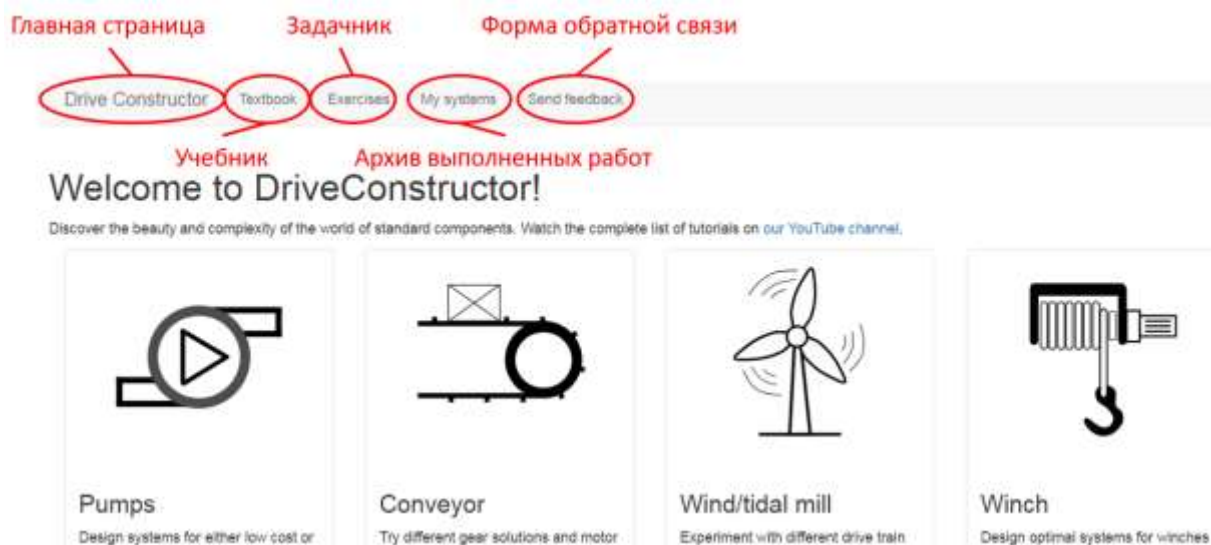 Главная страница Задачник Форма обратной связи
Drive Constructor Textbook Exercises My systems Send feedback
Учебник Архив выполненных работ
Welcome to DriveConstructor!
Discover the beauty and complexity of the world of standard components. Watch the complete list of tutorials on our YouTube channel.
Pumps Conveyor Wind/tidal mill Winch
Design systems for either low cost or Try different gear solutions and motor Experiment with different drive train Design optimal systems for winches